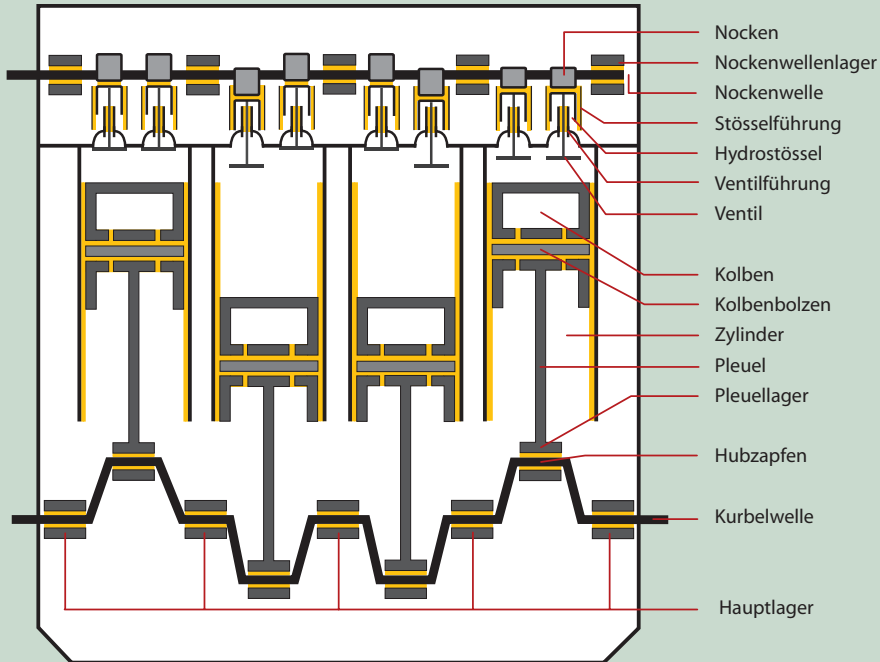 Nocken
Nockenwellenlager
Nockenwelle
Stösselführung
Hydrostössel
Ventilführung
Ventil
Kolben
Kolbenbolzen
Zylinder
Pleuel
Pleuellager
Hubzapfen
Kurbelwelle
Hauptlager